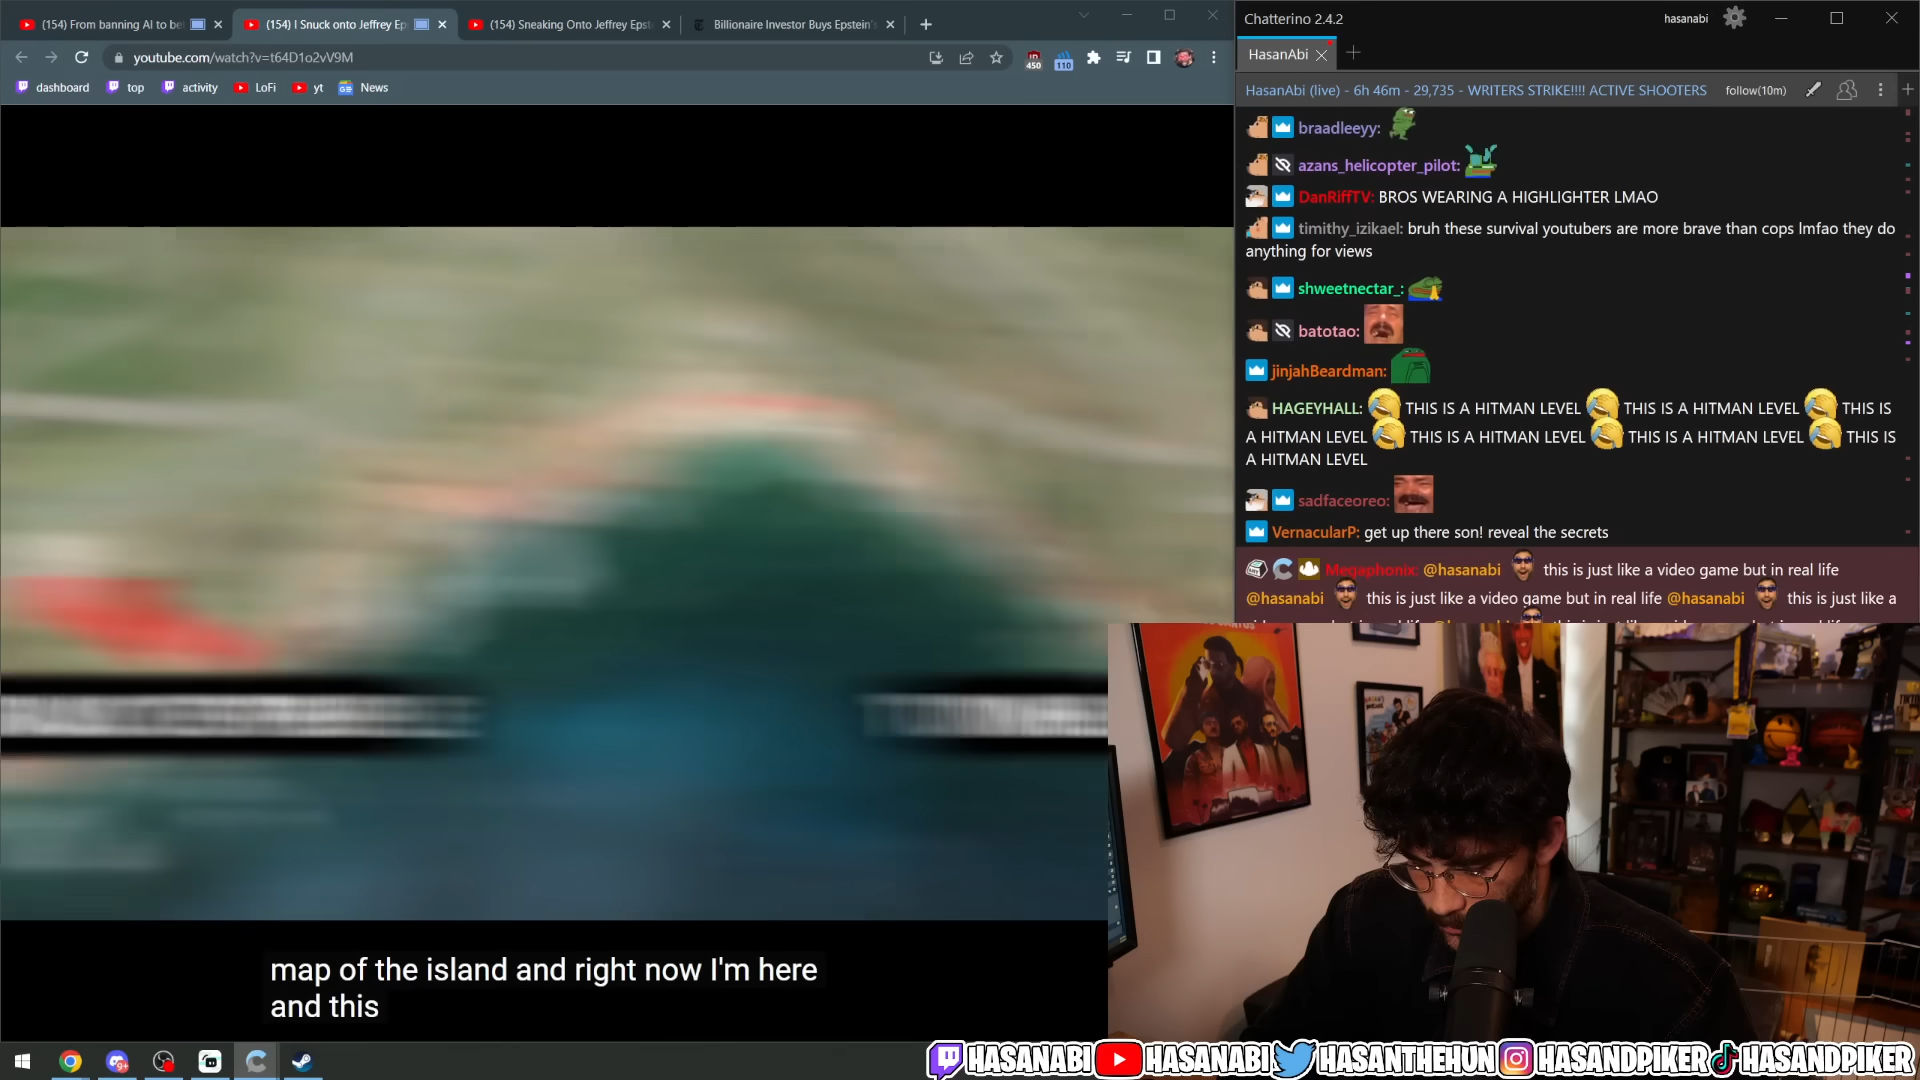 (154) From banning AI to be
(154) I Snuck onto Jeffrey Ep
(154) Sneaking Onto Jeffrey Epst
Billionaire Investor Buys Epstein'
youtube.com/watch?v=t64D1o2vV9M
450
110
dashboard
top
activity
LoFi
yt
News
map of the island and right now I'm here
and this
Chatterino 2.4.2
hasanabi
HasanAbi
HasanAbi (live) - 6h 46m - 29,735 - WRITERS STRIKE!!!! ACTIVE SHOOTERS
follow(10m)
braadleeyy:
azans_helicopter_pilot:
DanRiffTV: BROS WEARING A HIGHLIGHTER LMAO
timithy_izikael: bruh these survival youtubers are more brave than cops lmfao they do
anything for views
shweetnectar_:
batotao:
jinjahBeardman:
HAGEYHALL: THIS IS A HITMAN LEVEL THIS IS A HITMAN LEVEL THIS IS
A HITMAN LEVEL THIS IS A HITMAN LEVEL THIS IS A HITMAN LEVEL THIS IS
A HITMAN LEVEL
sadfaceoreo:
VernacularP: get up there son! reveal the secrets
Megaphonix: @hasanabi this is just like a video game but in real life
@hasanabi this is just like a video game but in real life @hasanabi this is just like a
9+
HASANABI HASANABI HASANTHEHUN HASANDPIKER HASANDPIKER